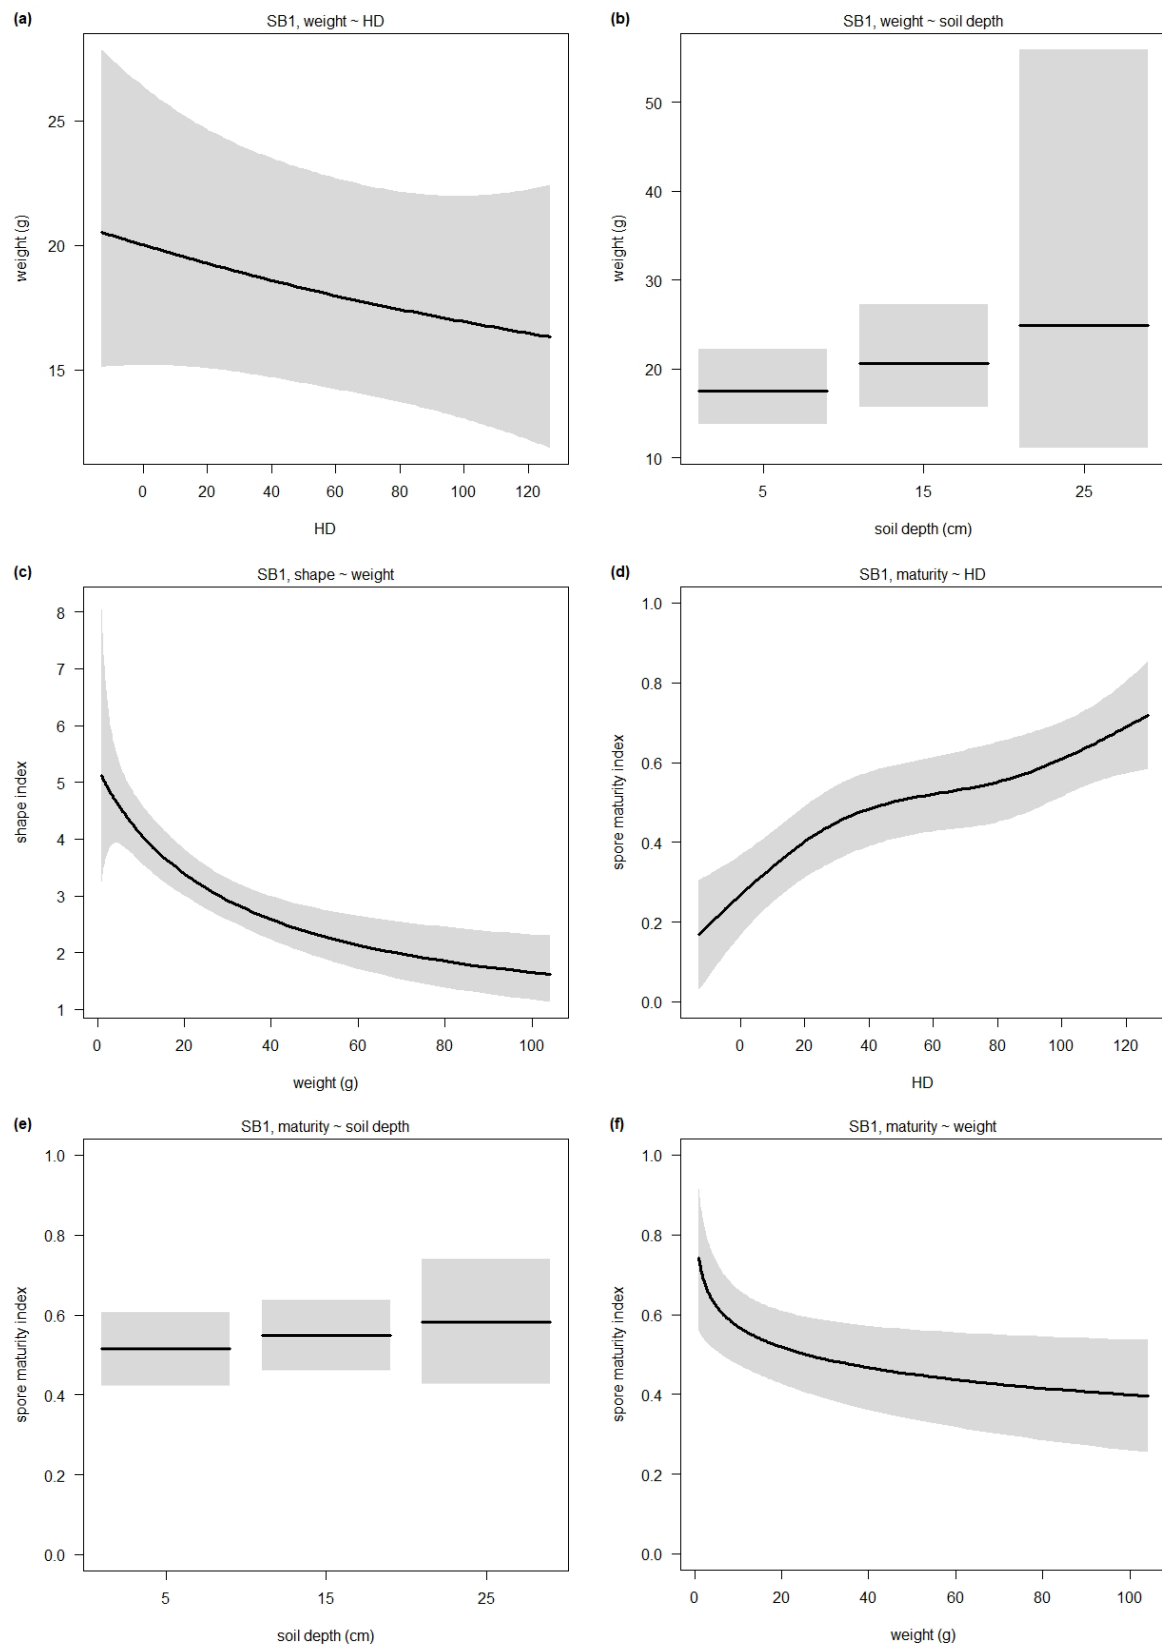 (a)
SB1, weight ~ HD
25
20
15
weight (g)
0 20 40 60 80 100 120
HD
(b)
SB1, weight ~ soil depth
50
40
30
20
10
weight (g)
5 15 25
soil depth (cm)
(c)
SB1, shape ~ weight
8
7
6
5
4
3
2
1
shape index
0 20 40 60 80 100
weight (g)
(d)
SB1, maturity ~ HD
1.0
0.8
0.6
0.4
0.2
0.0
spore maturity index
0 20 40 60 80 100 120
HD
(e)
SB1, maturity ~ soil depth
1.0
0.8
0.6
0.4
0.2
0.0
spore maturity index
5 15 25
soil depth (cm)
(f)
SB1, maturity ~ weight
1.0
0.8
0.6
0.4
0.2
0.0
spore maturity index
0 20 40 60 80 100
weight (g)